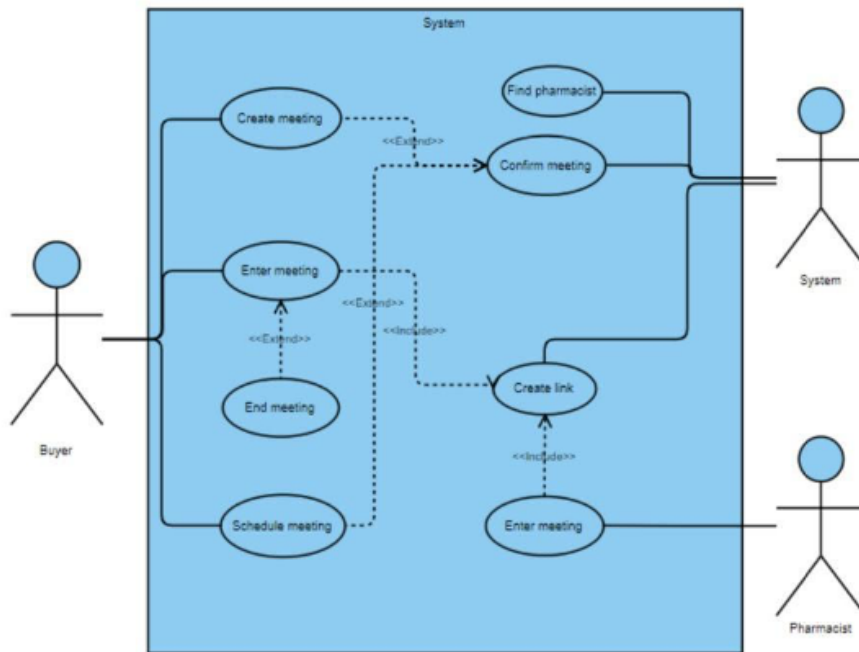 System
Find pharmacist
Create meeting
<<Extend>>
Confirm meeting
Enter meeting
System
<<Extend>>
<<Include>>
<<Extend>>
Create link
End meeting
Buyer
<<Include>>
Schedule meeting
Enter meeting
Pharmacist